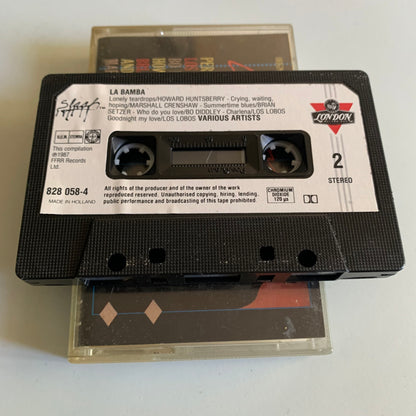 LA BAMBA
Lonely teardrops/HOWARD HUNTSBERRY - Crying, waiting,
hoping/MARSHALL CRENSHAW - Summertime blues/BRIAN
SETZER - Who do you love/BO DIDDLEY - Charlena/LOS LOBOS
Goodnight my love/LOS LOBOS VARIOUS ARTISTS
Slash
LONDON
This compilation
℗1987
FFRR Records
Ltd.
2
STEREO
828 058-4
MADE IN HOLLAND
All rights of the producer and of the owner of the work
reproduced reserved. Unauthorised copying, hiring, lending,
public performance and broadcasting of this tape prohibited.
CHROMIUM
DIOXIDE
120 µs